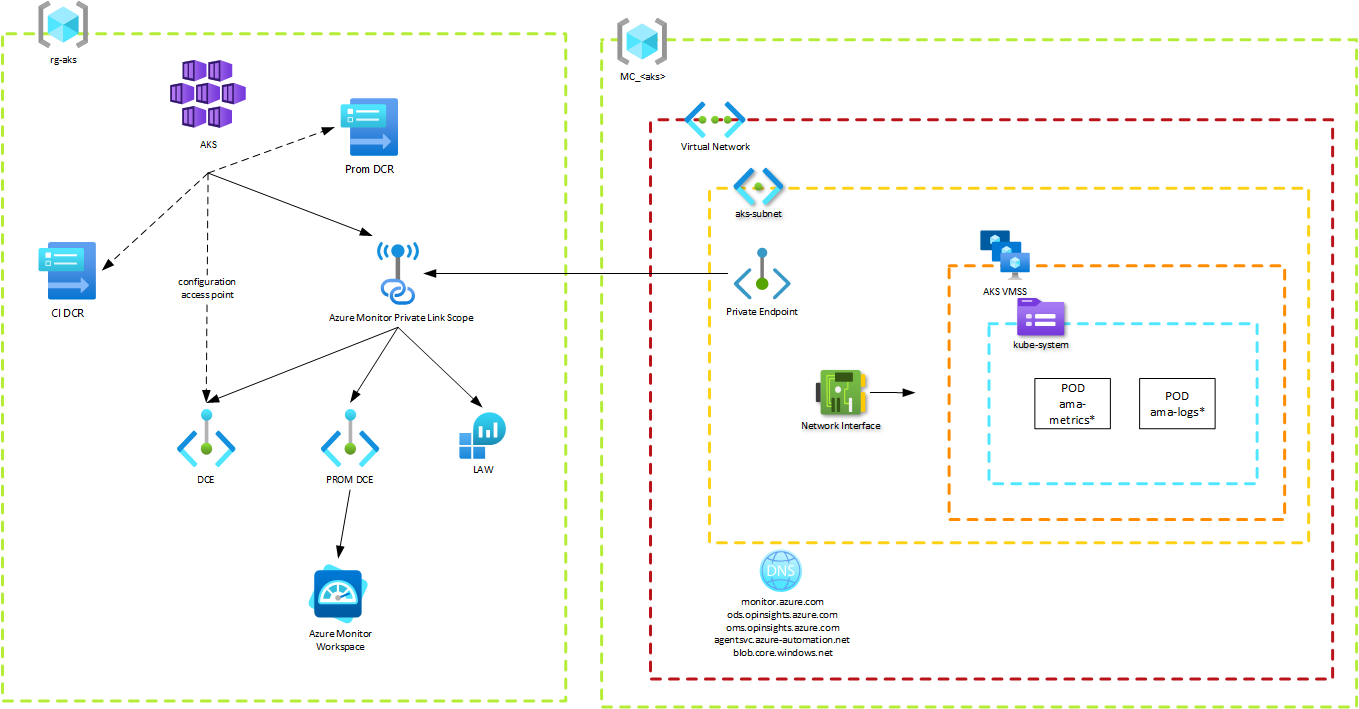 rg-aks
AKS
Prom DCR
CI DCR
configuration
access point
Azure Monitor Private Link Scope
DCE
PROM DCE
LAW
Azure Monitor
Workspace
MC_<aks>
Virtual Network
aks-subnet
Private Endpoint
Network Interface
AKS VMSS
kube-system
POD
ama-
metrics*
POD
ama-logs*
DNS
monitor.azure.com
ods.opinsights.azure.com
oms.opinsights.azure.com
agentsvc.azure-automation.net
blob.core.windows.net